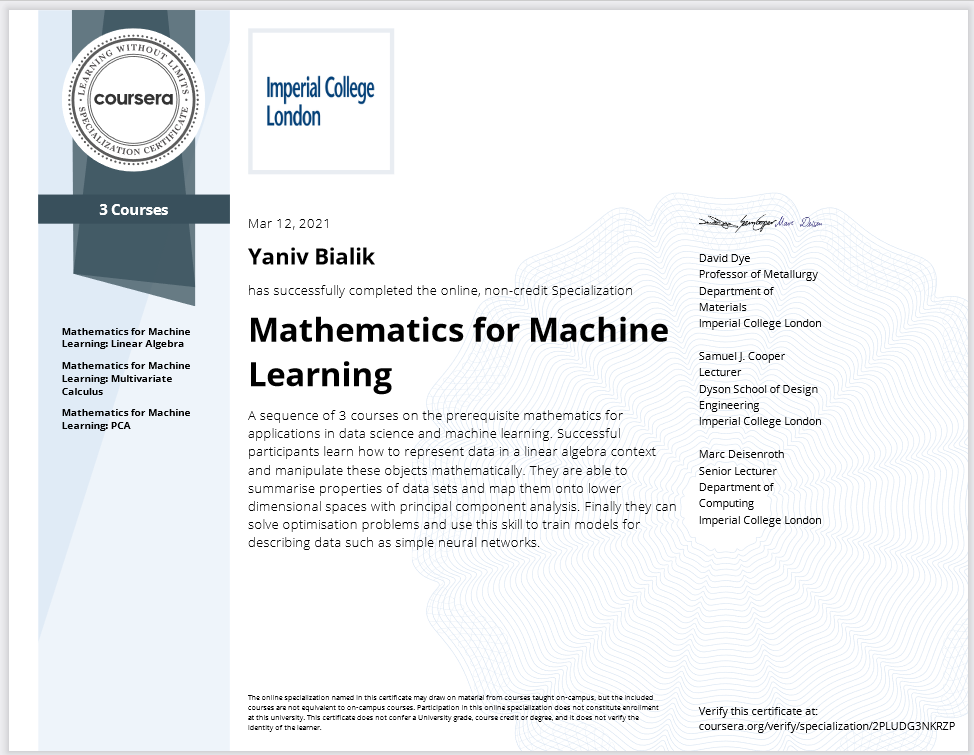 LEARNING WITHOUT LIMITS
coursera
SPECIALIZATION CERTIFICATE
3 Courses
Mathematics for Machine
Learning: Linear Algebra
Mathematics for Machine
Learning: Multivariate
Calculus
Mathematics for Machine
Learning: PCA
Imperial College
London
Mar 12, 2021
Yaniv Bialik
has successfully completed the online, non-credit Specialization
Mathematics for Machine
Learning
A sequence of 3 courses on the prerequisite mathematics for
applications in data science and machine learning. Successful
participants learn how to represent data in a linear algebra context
and manipulate these objects mathematically. They are able to
summarise properties of data sets and map them onto lower
dimensional spaces with principal component analysis. Finally they can
solve optimisation problems and use this skill to train models for
describing data such as simple neural networks.
David Dye
Professor of Metallurgy
Department of
Materials
Imperial College London
Samuel J. Cooper
Lecturer
Dyson School of Design
Engineering
Imperial College London
Marc Deisenroth
Senior Lecturer
Department of
Computing
Imperial College London
The online specialization named in this certificate may draw on material from courses taught on-campus, but the included
courses are not equivalent to on-campus courses. Participation in this online specialization does not constitute enrollment
at this university. This certificate does not confer a University grade, course credit or degree, and it does not verify the
identity of the learner.
Verify this certificate at:
coursera.org/verify/specialization/2PLUDG3NKRZP